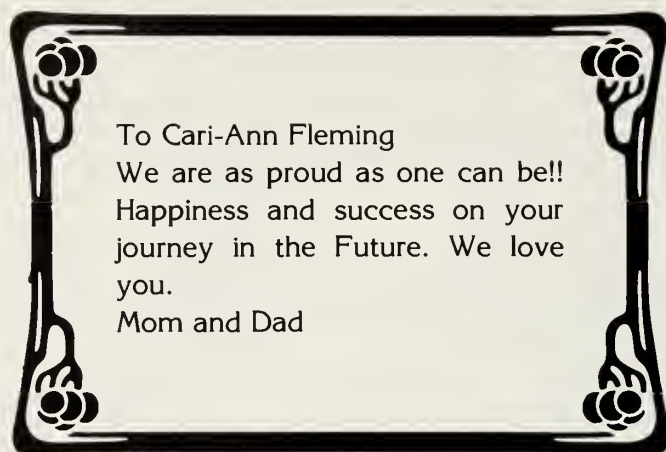 To Cari-Ann Fleming
We are as proud as one can be!!
Happiness and success on your
journey in the Future. We love
you.
Mom and Dad